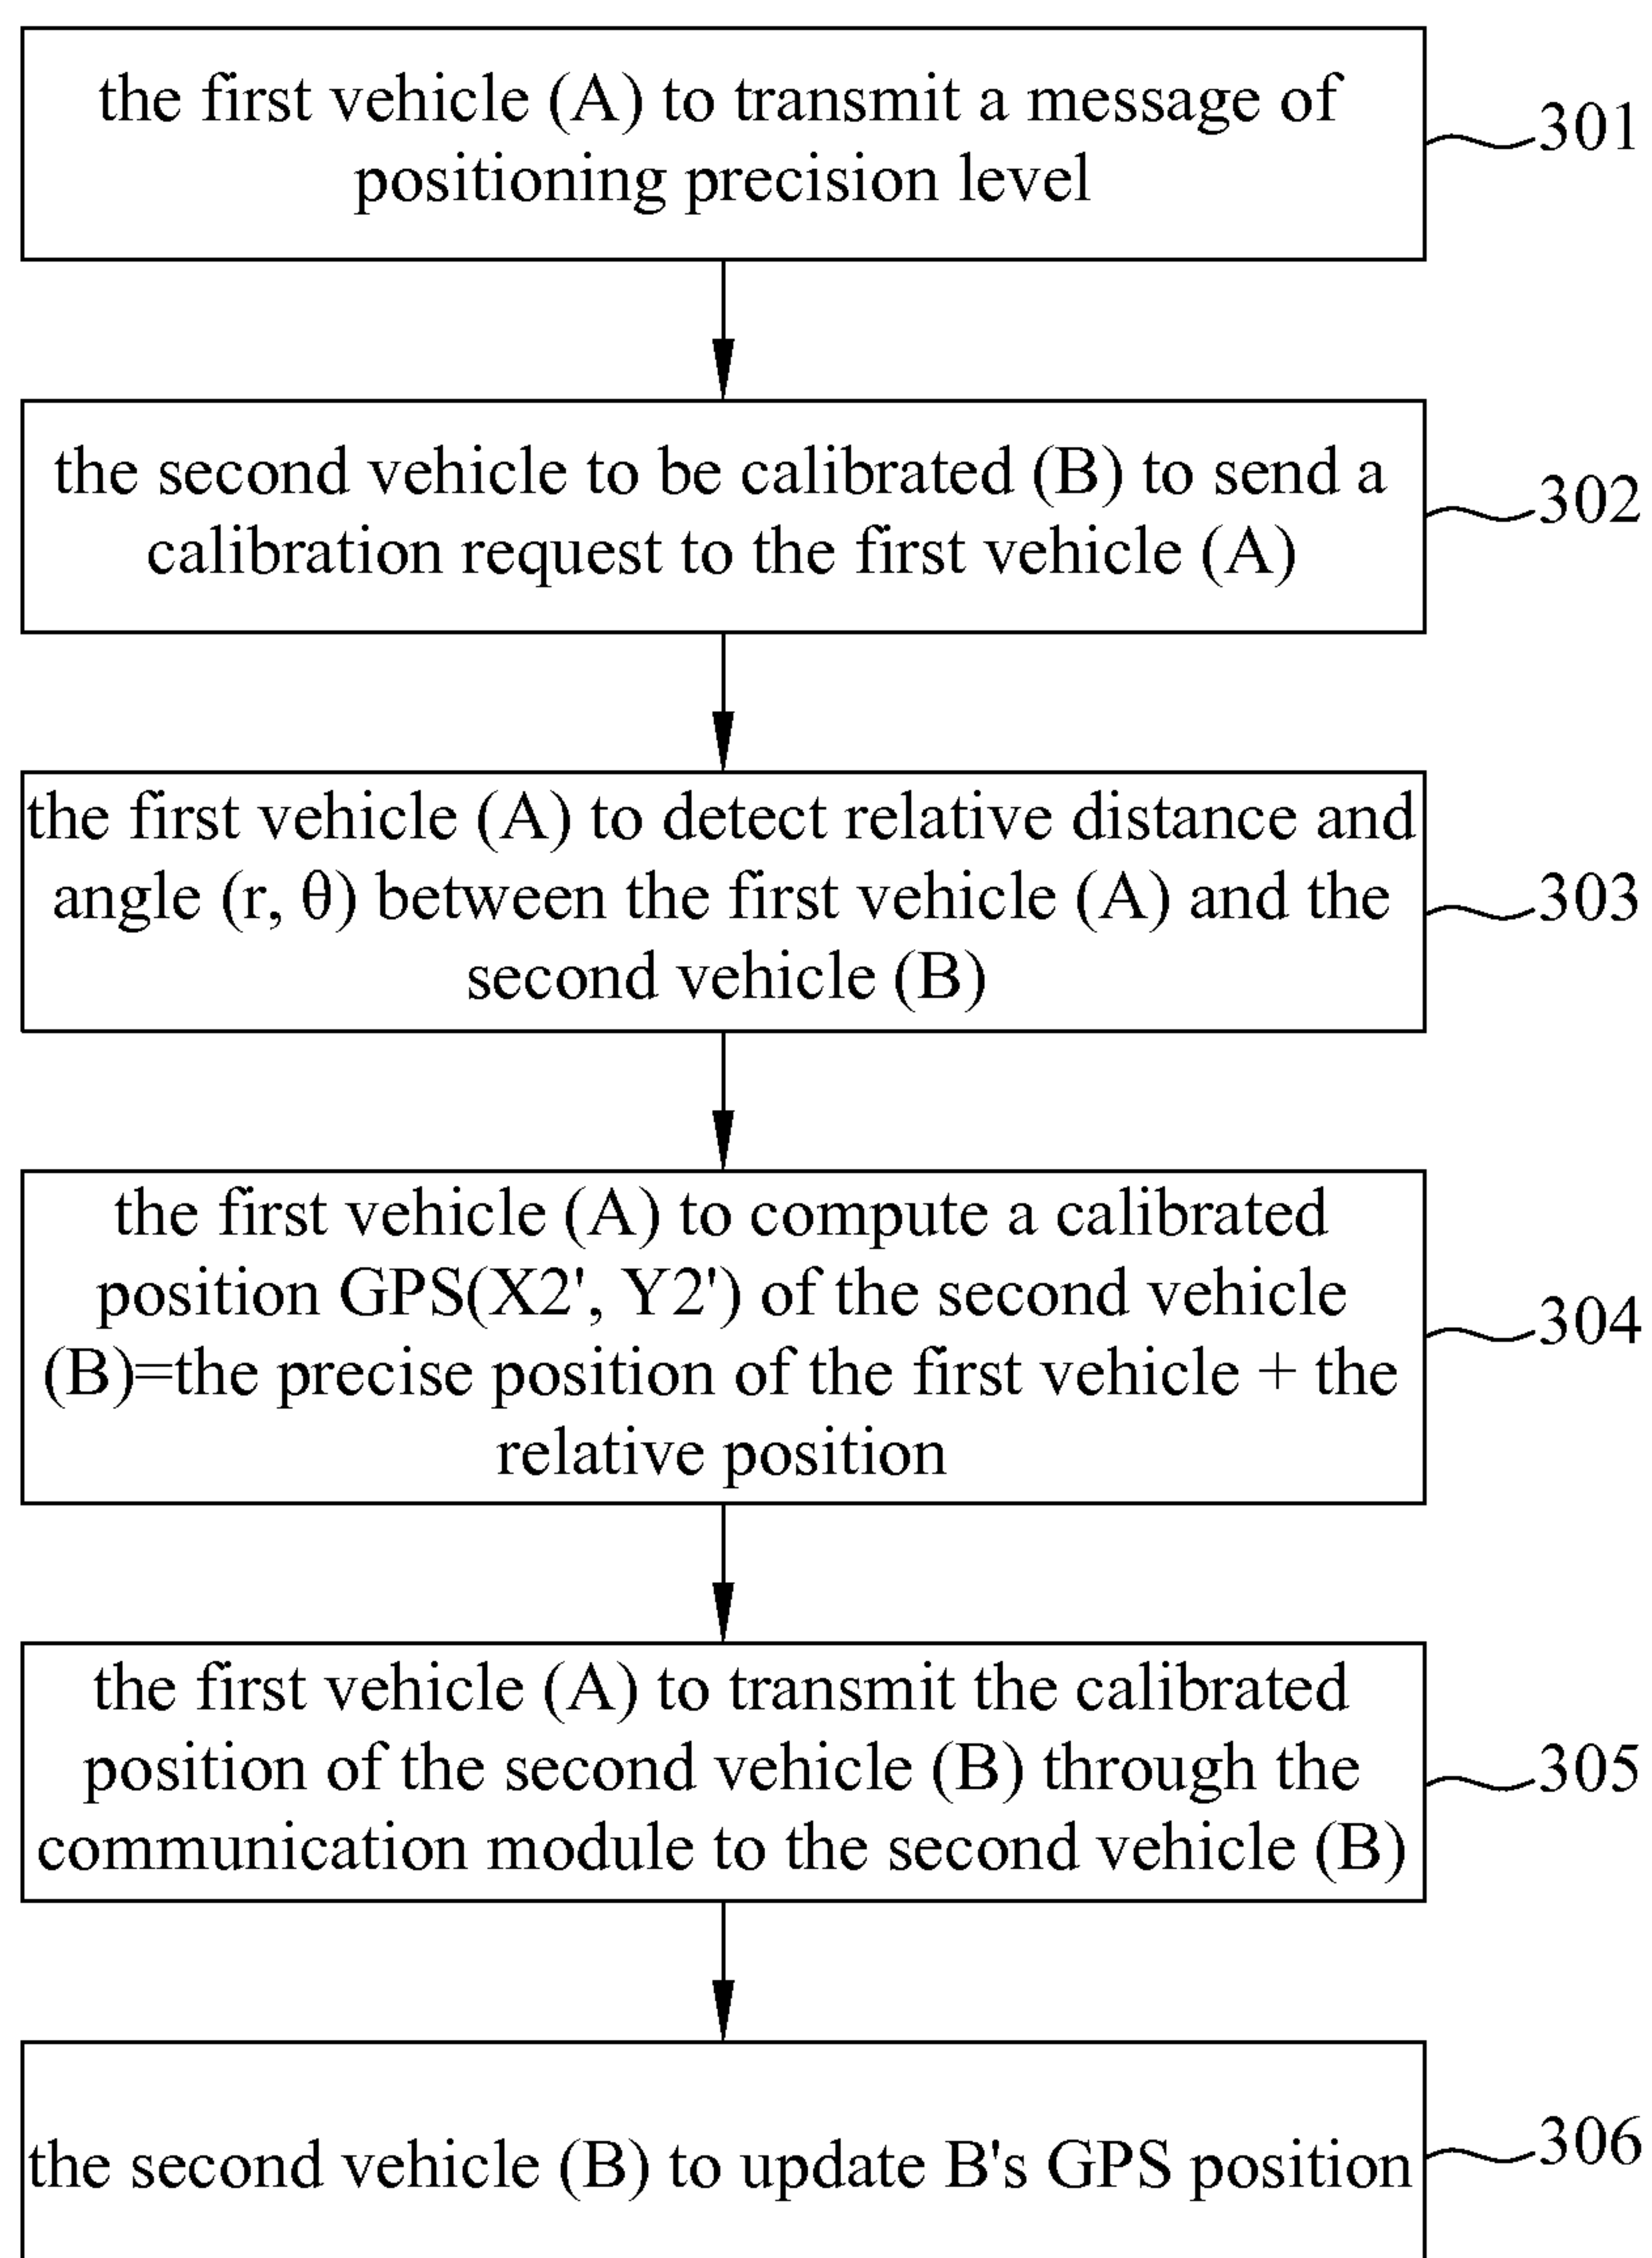 the first vehicle (A) to transmit a message of
positioning precision level
301
the second vehicle to be calibrated (B) to send a
calibration request to the first vehicle (A)
302
the first vehicle (A) to detect relative distance and
angle (r, θ) between the first vehicle (A) and the
second vehicle (B)
303
the first vehicle (A) to compute a calibrated
position GPS(X2', Y2') of the second vehicle
(B)=the precise position of the first vehicle + the
relative position
304
the first vehicle (A) to transmit the calibrated
position of the second vehicle (B) through the
communication module to the second vehicle (B)
305
the second vehicle (B) to update B's GPS position
306